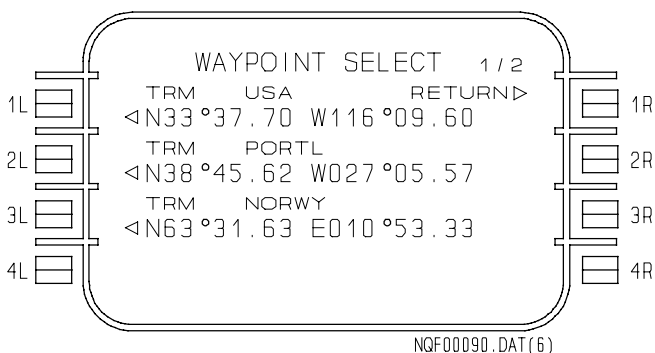 WAYPOINT SELECT 1/2
TRM USA RETURN▷
◁N33°37.70 W116°09.60
TRM PORTL
◁N38°45.62 W027°05.57
TRM NORWY
◁N63°31.63 E010°53.33
1L 1R
2L 2R
3L 3R
4L 4R
NQF00090.DAT(6)